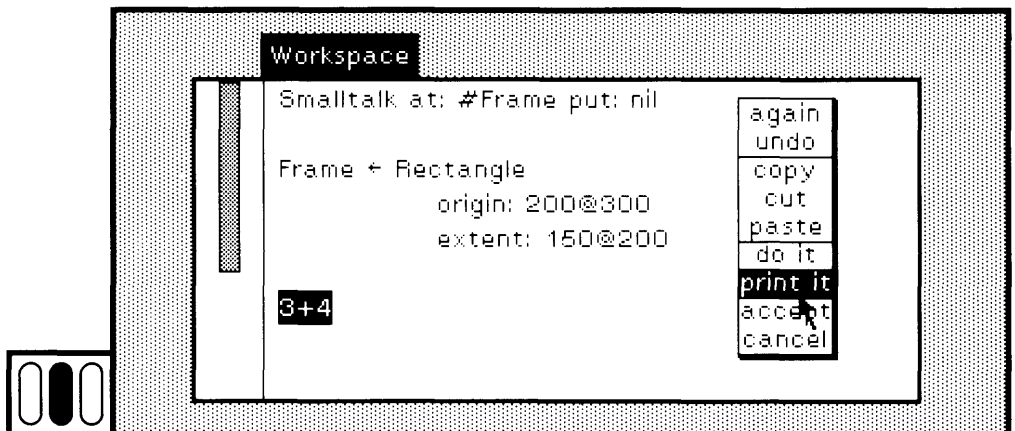 Workspace
Smalltalk at: #Frame put: nil
Frame ← Rectangle
origin: 200@300
extent: 150@200
3+4
again
undo
copy
cut
paste
do it
print it
accept
cancel